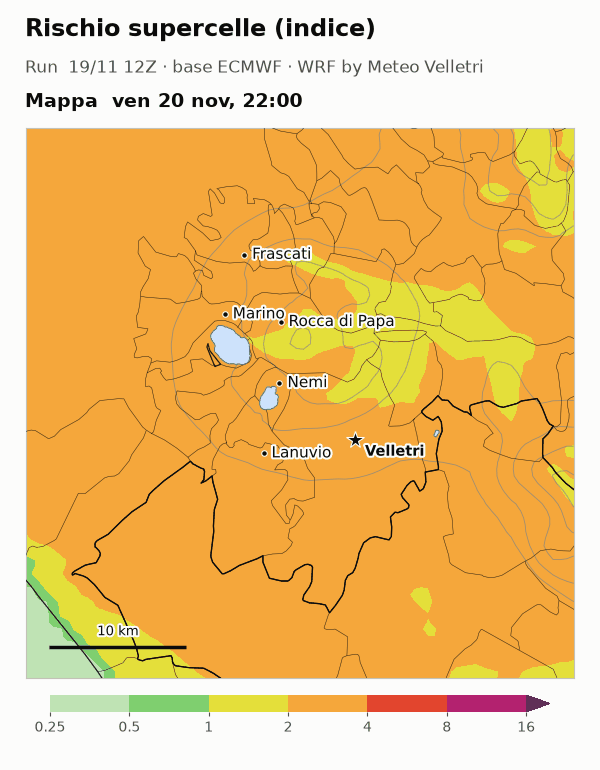 Rischio supercelle (indice)
Run  19/11 12Z · base ECMWF · WRF by Meteo Velletri
Mappa  ven 20 nov, 22:00
Frascati
Marino
Rocca di Papa
Nemi
Velletri
Lanuvio
10 km
0.25 0.5 1 2 4 8 16